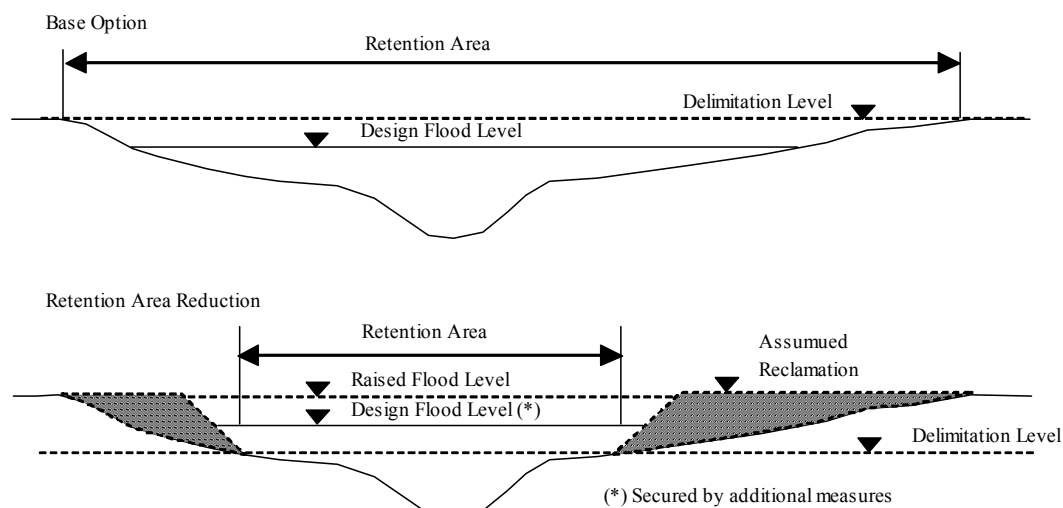 Base Option
Retention Area
Delimitation Level
Design Flood Level
Retention Area Reduction
Retention Area
Assumued
Reclamation
Raised Flood Level
Design Flood Level (*)
Delimitation Level
(*) Secured by additional measures